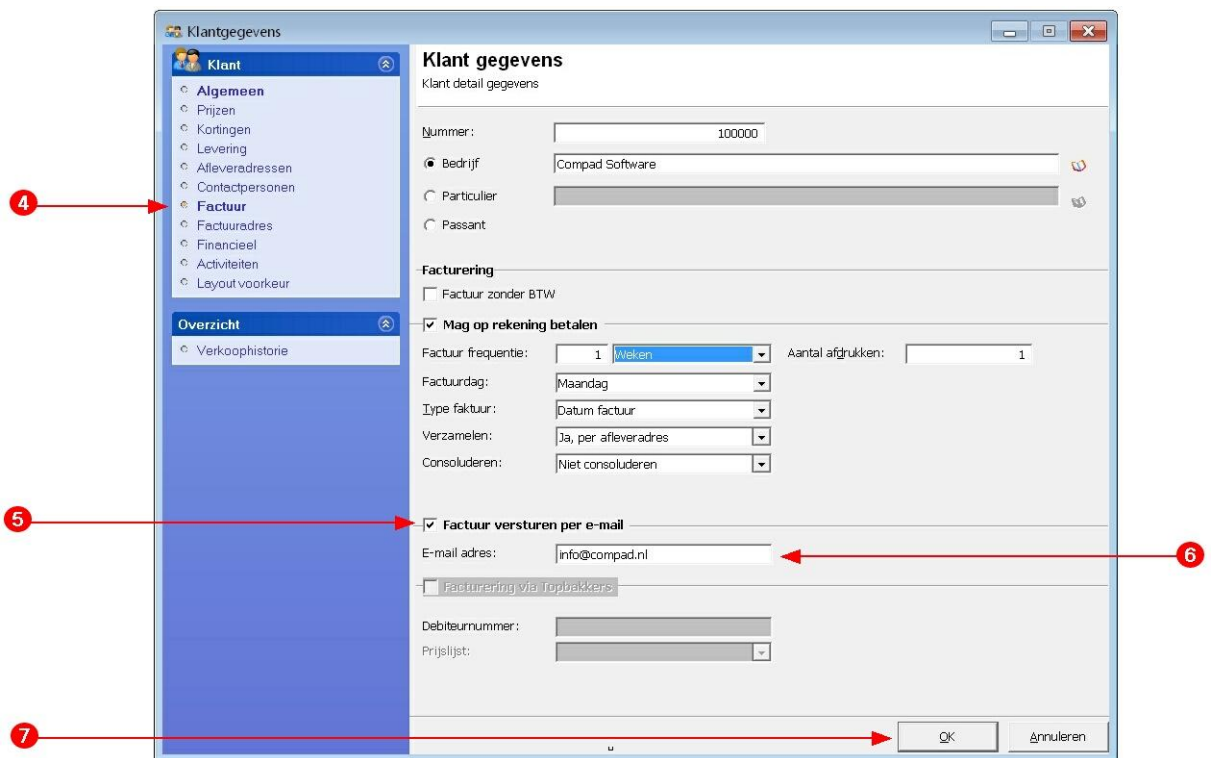 Klantgegevens
Klant
Algemeen
Prijzen
Kortingen
Levering
Afleveradressen
Contactpersonen
4
Factuur
Factuuradres
Financieel
Activiteiten
Layout voorkeur
Overzicht
Verkoophistorie
Klant gegevens
Klant detail gegevens
Nummer: 100000
Bedrijf Compad Software
Particulier
Passant
Facturering
Factuur zonder BTW
Mag op rekening betalen
Factuur frequentie: 1 Weken Aantal afdrukken: 1
Factuurdag: Maandag
Type faktuur: Datum factuur
Verzamelen: Ja, per afleveradres
Consoluderen: Niet consoluderen
5
Factuur versturen per e-mail
E-mail adres: info@compad.nl
6
Facturering via Topbakkers
Debiteurnummer:
Prijslijst:
7
OK Annuleren